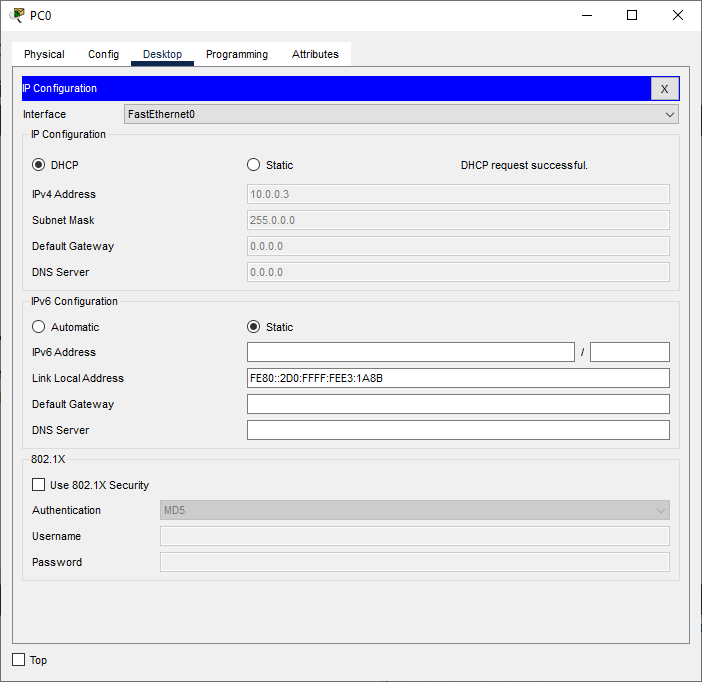 PC0
Physical Config Desktop Programming Attributes
IP Configuration X
Interface FastEthernet0
IP Configuration
DHCP Static DHCP request successful.
IPv4 Address 10.0.0.3
Subnet Mask 255.0.0.0
Default Gateway 0.0.0.0
DNS Server 0.0.0.0
IPv6 Configuration
Automatic Static
IPv6 Address /
Link Local Address FE80::2D0:FFFF:FEE3:1A8B
Default Gateway
DNS Server
802.1X
Use 802.1X Security
Authentication MD5
Username
Password
Top